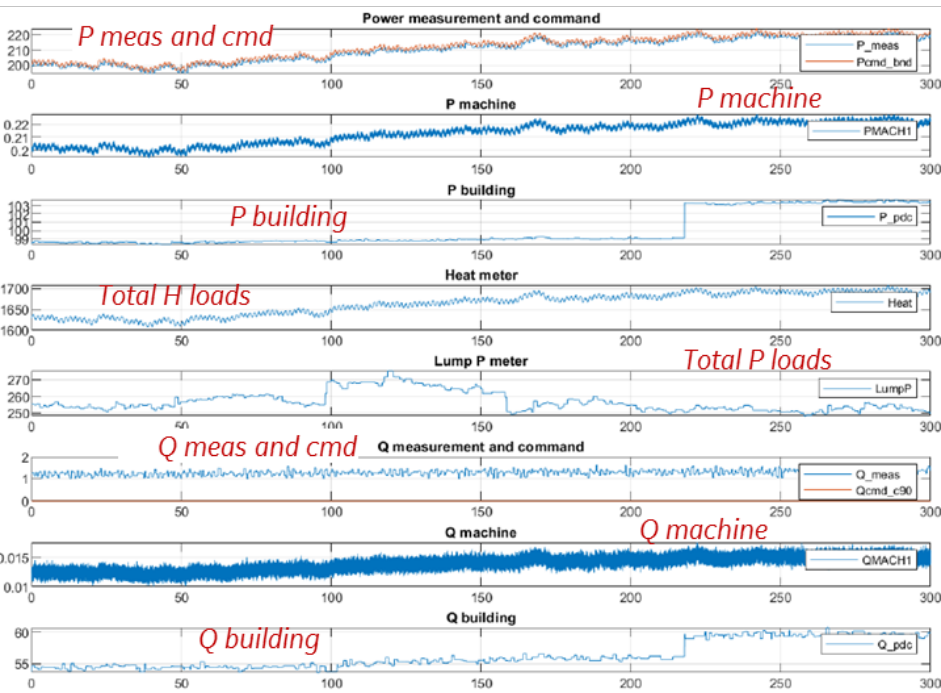 Power measurement and command
P meas and cmd
220
210
200
P_meas
Pcmd_bnd
0 50 100 150 200 250 300
P machine
P machine
0.22
0.21
0.2
PMACH1
0 50 100 150 200 250 300
P building
P building
103
102
101
100
99
P_pdc
0 50 100 150 200 250 300
Heat meter
Total H loads
1700
1650
1600
Heat
0 50 100 150 200 250 300
Lump P meter
Total P loads
270
260
250
LumpP
0 50 100 150 200 250 300
Q meas and cmd
Q measurement and command
2
1
0
Q_meas
Qcmd_c90
0 50 100 150 200 250 300
Q machine
Q machine
0.015
0.01
QMACH1
0 50 100 150 200 250 300
Q building
Q building
60
55
Q_pdc
0 50 100 150 200 250 300